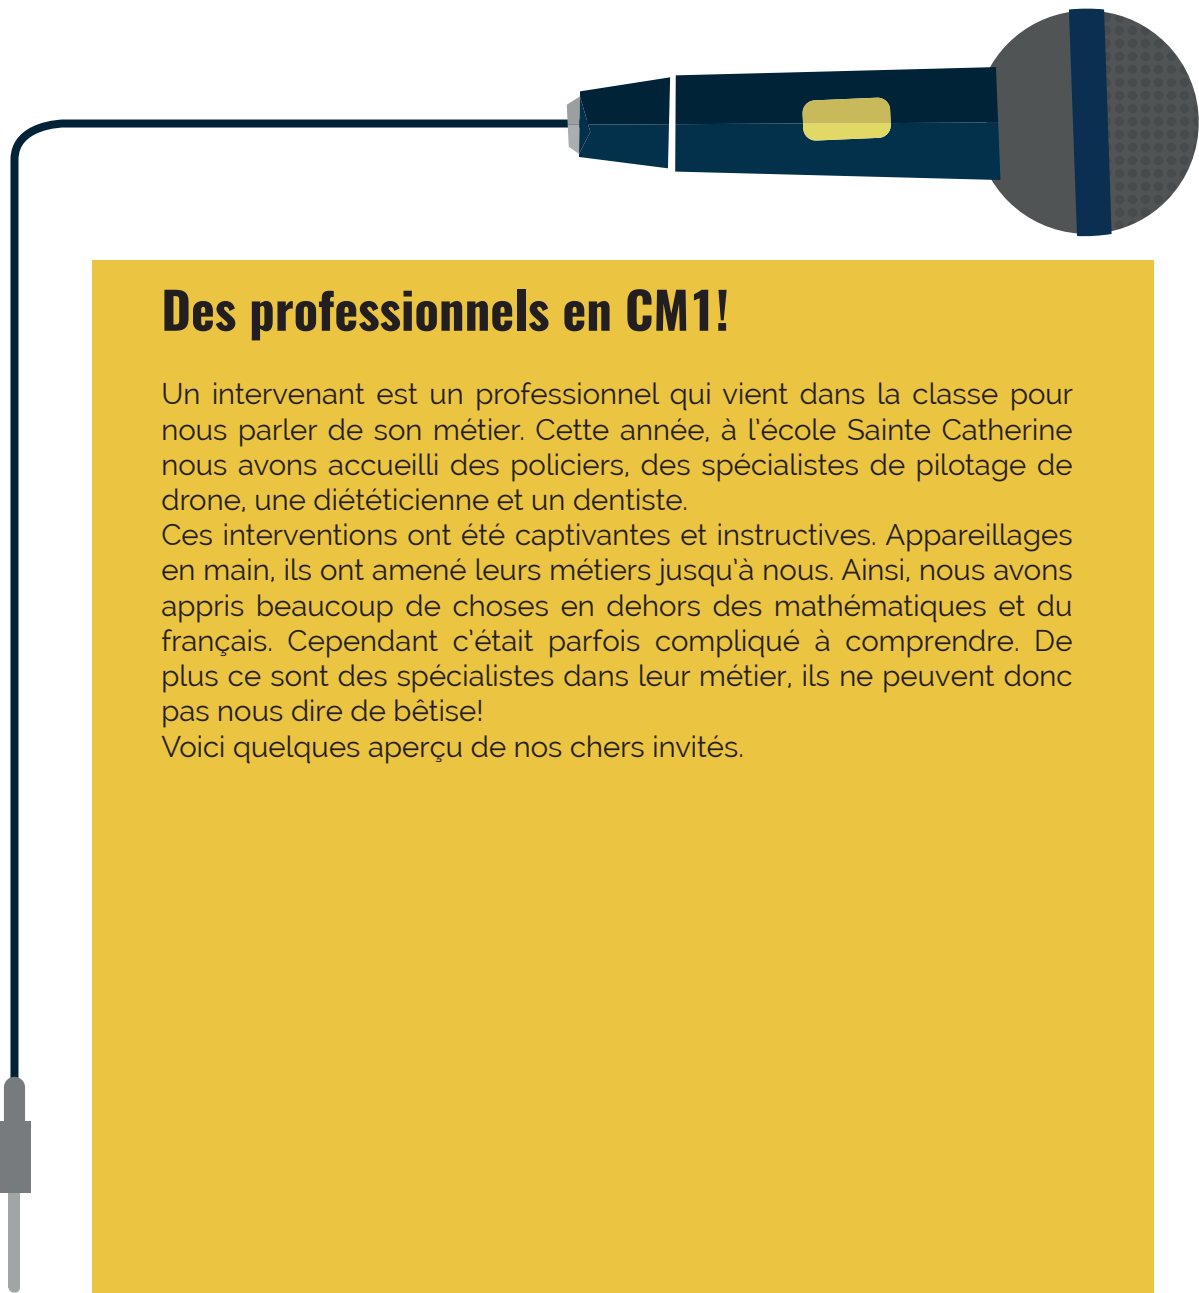 Des professionnels en CM1!
Un intervenant est un professionnel qui vient dans la classe pour
nous parler de son métier. Cette année, à l'école Sainte Catherine
nous avons accueilli des policiers, des spécialistes de pilotage de
drone, une diététicienne et un dentiste.
Ces interventions ont été captivantes et instructives. Appareillages
en main, ils ont amené leurs métiers jusqu'à nous. Ainsi, nous avons
appris beaucoup de choses en dehors des mathématiques et du
français. Cependant c'était parfois compliqué à comprendre. De
plus ce sont des spécialistes dans leur métier, ils ne peuvent donc
pas nous dire de bêtise!
Voici quelques aperçu de nos chers invités.